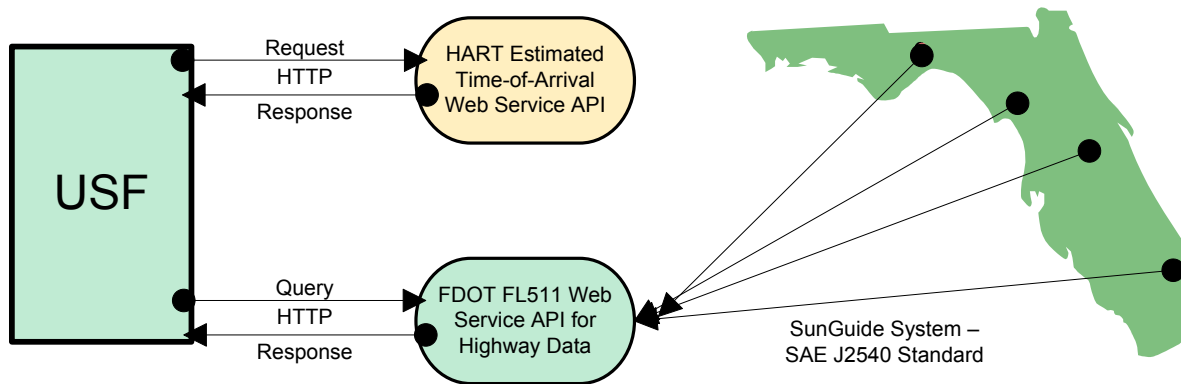 USF
Request
HTTP
Response
HART Estimated
Time-of-Arrival
Web Service API
Query
HTTP
Response
FDOT FL511 Web
Service API for
Highway Data
SunGuide System –
SAE J2540 Standard